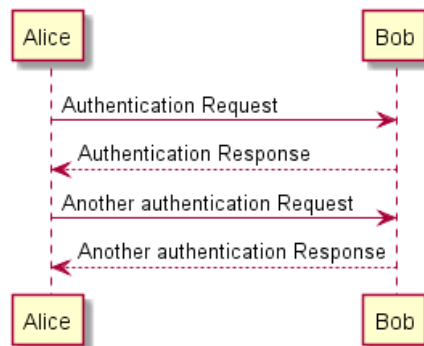 Alice
Bob
Authentication Request
Authentication Response
Another authentication Request
Another authentication Response
Alice
Bob